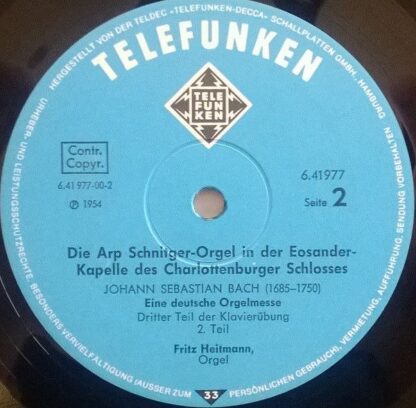 HERGESTELLT VON DER TELDEC »TELEFUNKEN-DECCA« SCHALLPLATTEN GMBH., HAMBURG
URHEBER- UND LEISTUNGSSCHUTZRECHTE, BESONDERS VERVIELFÄLTIGUNG (AUSSER ZUM PERSÖNLICHEN GEBRAUCH), VERMIETUNG, AUFFÜHRUNG, SENDUNG VORBEHALTEN
TELEFUNKEN
TELE
FUN
KEN
Contr.
Copyr.
6.41977-00-2
℗ 1954
6.41977
Seite 2
Die Arp Schnitger-Orgel in der Eosander-
Kapelle des Charlottenburger Schlosses
JOHANN SEBASTIAN BACH (1685–1750)
Eine deutsche Orgelmesse
Dritter Teil der Klavierübung
2. Teil
Fritz Heitmann,
Orgel
33